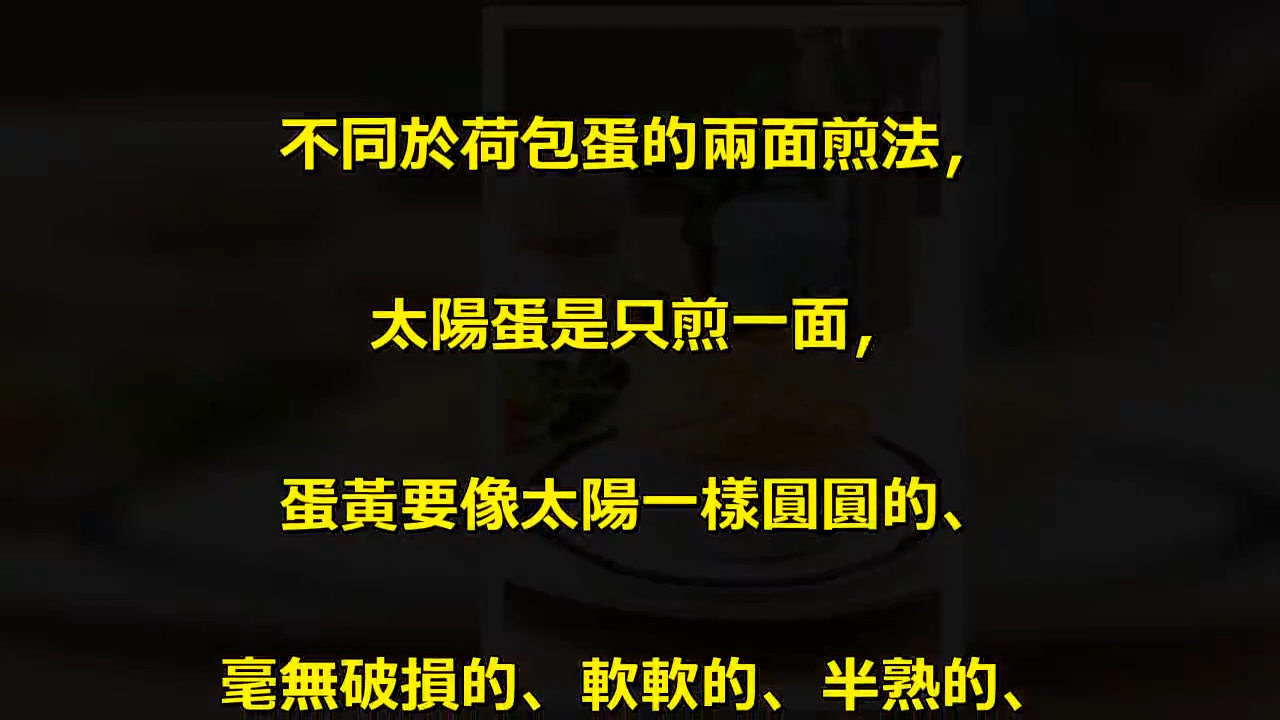 不同於荷包蛋的兩面煎法，
太陽蛋是只煎一面，
蛋黃要像太陽一樣圓圓的、
毫無破損的、軟軟的、半熟的、